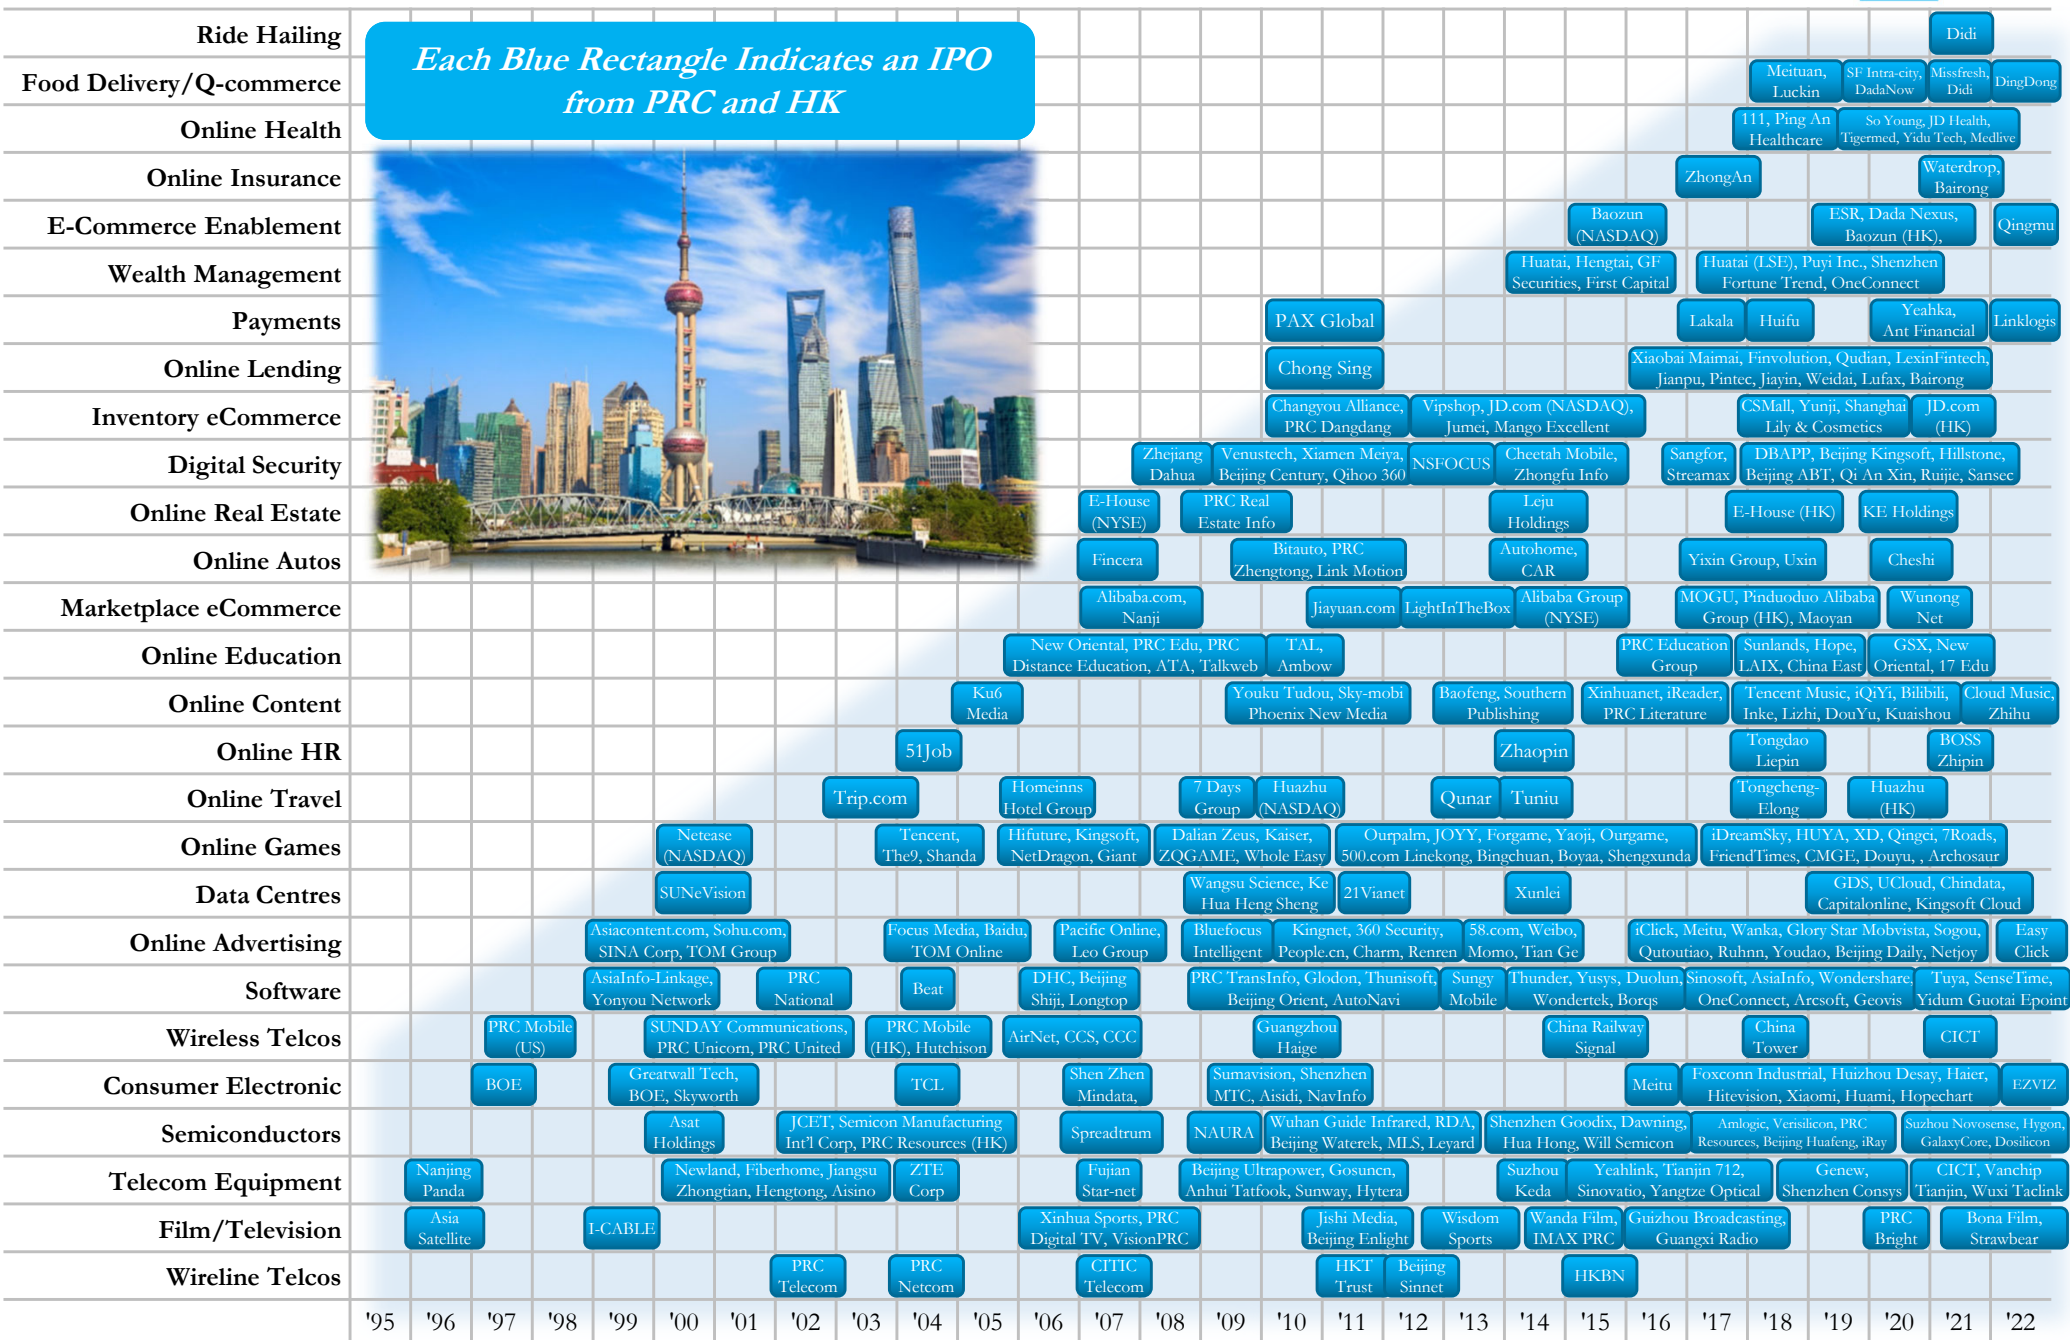 Each Blue Rectangle Indicates an IPO
from PRC and HK
Ride Hailing
Didi
Food Delivery/Q-commerce
Meituan,
Luckin
SF Intra-city,
DadaNow
Missfresh,
Didi
DingDong
Online Health
111, Ping An
Healthcare
So Young, JD Health,
Tigermed, Yidu Tech, Medlive
Online Insurance
ZhongAn
Waterdrop,
Bairong
E-Commerce Enablement
Baozun
(NASDAQ)
ESR, Dada Nexus,
Baozun (HK),
Qingmu
Wealth Management
Huatai, Hengtai, GF
Securities, First Capital
Huatai (LSE), Puyi Inc., Shenzhen
Fortune Trend, OneConnect
Payments
PAX Global
Lakala
Huifu
Yeahka,
Ant Financial
Linklogis
Online Lending
Chong Sing
Xiaobai Maimai, Finvolution, Qudian, LexinFintech,
Jianpu, Pintec, Jiayin, Weidai, Lufax, Bairong
Inventory eCommerce
Changyou Alliance,
PRC Dangdang
Vipshop, JD.com (NASDAQ),
Jumei, Mango Excellent
CSMall, Yunji, Shanghai
Lily & Cosmetics
JD.com
(HK)
Digital Security
Zhejiang
Dahua
Venustech, Xiamen Meiya,
Beijing Century, Qihoo 360
NSFOCUS
Cheetah Mobile,
Zhongfu Info
Sangfor,
Streamax
DBAPP, Beijing Kingsoft, Hillstone,
Beijing ABT, Qi An Xin, Ruijie, Sansec
Online Real Estate
E-House
(NYSE)
PRC Real
Estate Info
Leju
Holdings
E-House (HK)
KE Holdings
Online Autos
Fincera
Bitauto, PRC
Zhengtong, Link Motion
Autohome,
CAR
Yixin Group, Uxin
Cheshi
Marketplace eCommerce
Alibaba.com,
Nanji
Jiayuan.com
LightInTheBox
Alibaba Group
(NYSE)
MOGU, Pinduoduo Alibaba
Group (HK), Maoyan
Wunong
Net
Online Education
New Oriental, PRC Edu, PRC
Distance Education, ATA, Talkweb
TAL,
Ambow
PRC Education
Group
Sunlands, Hope,
LAIX, China East
GSX, New
Oriental, 17 Edu
Online Content
Ku6
Media
Youku Tudou, Sky-mobi
Phoenix New Media
Baofeng, Southern
Publishing
Xinhuanet, iReader,
PRC Literature
Tencent Music, iQiYi, Bilibili,
Inke, Lizhi, DouYu, Kuaishou
Cloud Music,
Zhihu
Online HR
51Job
Zhaopin
Tongdao
Liepin
BOSS
Zhipin
Online Travel
Trip.com
Homeinns
Hotel Group
7 Days
Group
Huazhu
(NASDAQ)
Qunar
Tuniu
Tongcheng-
Elong
Huazhu
(HK)
Online Games
Netease
(NASDAQ)
Tencent,
The9, Shanda
Hifuture, Kingsoft,
NetDragon, Giant
Dalian Zeus, Kaiser,
ZQGAME, Whole Easy
Ourpalm, JOYY, Forgame, Yaoji, Ourgame,
500.com Linekong, Bingchuan, Boyaa, Shengxunda
iDreamSky, HUYA, XD, Qingci, 7Roads,
FriendTimes, CMGE, Douyu, , Archosaur
Data Centres
SUNeVision
Wangsu Science, Ke
Hua Heng Sheng
21Vianet
Xunlei
GDS, UCloud, Chindata,
Capitalonline, Kingsoft Cloud
Online Advertising
Asiacontent.com, Sohu.com,
SINA Corp, TOM Group
Focus Media, Baidu,
TOM Online
Pacific Online,
Leo Group
Bluefocus
Intelligent
Kingnet, 360 Security,
People.cn, Charm, Renren
58.com, Weibo,
Momo, Tian Ge
iClick, Meitu, Wanka, Glory Star Mobvista, Sogou,
Qutoutiao, Ruhnn, Youdao, Beijing Daily, Netjoy
Easy
Click
Software
AsiaInfo-Linkage,
Yonyou Network
PRC
National
Beat
DHC, Beijing
Shiji, Longtop
PRC TransInfo, Glodon, Thunisoft,
Beijing Orient, AutoNavi
Sungy
Mobile
Thunder, Yusys, Duolun,
Wondertek, Borqs
Sinosoft, AsiaInfo, Wondershare,
OneConnect, Arcsoft, Geovis
Tuya, SenseTime,
Yidum Guotai Epoint
Wireless Telcos
PRC Mobile
(US)
SUNDAY Communications,
PRC Unicorn, PRC United
PRC Mobile
(HK), Hutchison
AirNet, CCS, CCC
Guangzhou
Haige
China Railway
Signal
China
Tower
CICT
Consumer Electronic
BOE
Greatwall Tech,
BOE, Skyworth
TCL
Shen Zhen
Mindata,
Sumavision, Shenzhen
MTC, Aisidi, NavInfo
Meitu
Foxconn Industrial, Huizhou Desay, Haier,
Hitevision, Xiaomi, Huami, Hopechart
EZVIZ
Semiconductors
Asat
Holdings
JCET, Semicon Manufacturing
Int'l Corp, PRC Resources (HK)
Spreadtrum
NAURA
Wuhan Guide Infrared, RDA,
Beijing Waterek, MLS, Leyard
Shenzhen Goodix, Dawning,
Hua Hong, Will Semicon
Amlogic, Verisilicon, PRC
Resources, Beijing Huafeng, iRay
Suzhou Novosense, Hygon,
GalaxyCore, Dosilicon
Telecom Equipment
Nanjing
Panda
Newland, Fiberhome, Jiangsu
Zhongtian, Hengtong, Aisino
ZTE
Corp
Fujian
Star-net
Beijing Ultrapower, Gosuncn,
Anhui Tatfook, Sunway, Hytera
Suzhou
Keda
Yeahlink, Tianjin 712,
Sinovatio, Yangtze Optical
Genew,
Shenzhen Consys
CICT, Vanchip
Tianjin, Wuxi Taclink
Film/Television
Asia
Satellite
I-CABLE
Xinhua Sports, PRC
Digital TV, VisionPRC
Jishi Media,
Beijing Enlight
Wisdom
Sports
Wanda Film,
IMAX PRC
Guizhou Broadcasting,
Guangxi Radio
PRC
Bright
Bona Film,
Strawbear
Wireline Telcos
PRC
Telecom
PRC
Netcom
CITIC
Telecom
HKT
Trust
Beijing
Sinnet
HKBN
'95 '96 '97 '98 '99 '00 '01 '02 '03 '04 '05 '06 '07 '08 '09 '10 '11 '12 '13 '14 '15 '16 '17 '18 '19 '20 '21 '22